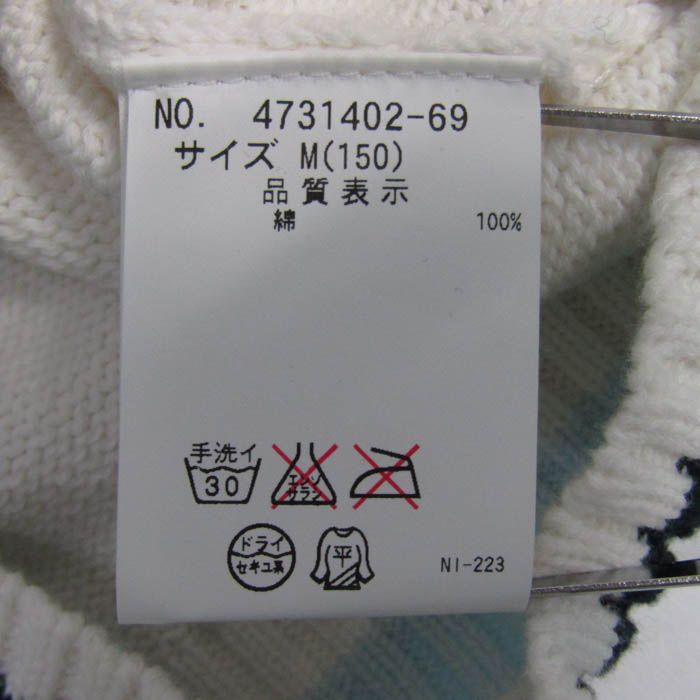 NO. 4731402-69
サイズ M(150)
品質表示
綿 100%
手洗イ
30
エンソ
サラシ
ドライ
セキユ系
平
NI-223